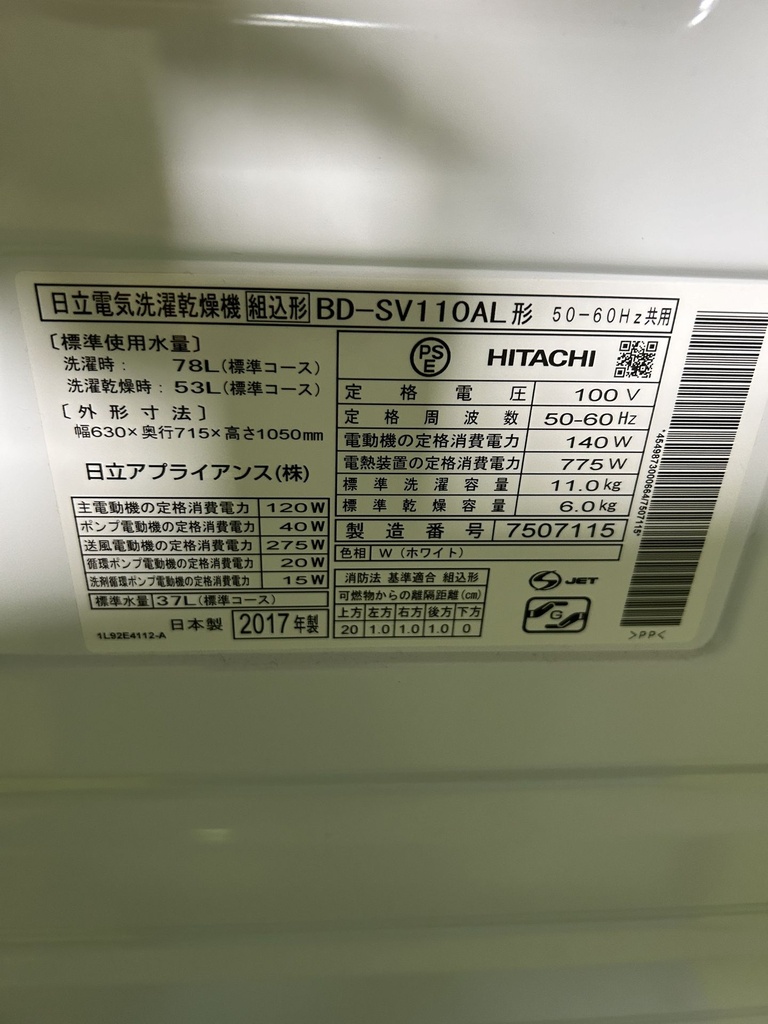 日立電気洗濯乾燥機 組込形 BD-SV110AL形 50-60Hz共用
〔標準使用水量〕
洗濯時： 78L(標準コース)
洗濯乾燥時：53L(標準コース)
〔外形寸法〕
幅630×奥行715×高さ1050mm
日立アプライアンス(株)
主電動機の定格消費電力 120W
ポンプ電動機の定格消費電力 40W
送風電動機の定格消費電力 275W
循環ポンプ電動機の定格消費電力 20W
洗剤循環ポンプ電動機の定格消費電力 15W
標準水量 37L(標準コース)
日本製 2017年製
1L92E4112-A
PSE HITACHI
定格電圧 100V
定格周波数 50-60Hz
電動機の定格消費電力 140W
電熱装置の定格消費電力 775W
標準洗濯容量 11.0kg
標準乾燥容量 6.0kg
製造番号 7507115
色相 W（ホワイト）
消防法 基準適合 組込形
可燃物からの離隔距離(cm)
上方 左方 右方 後方 下方
20 1.0 1.0 1.0 0
S JET
G
*4549873000664/7507115*
>PP<